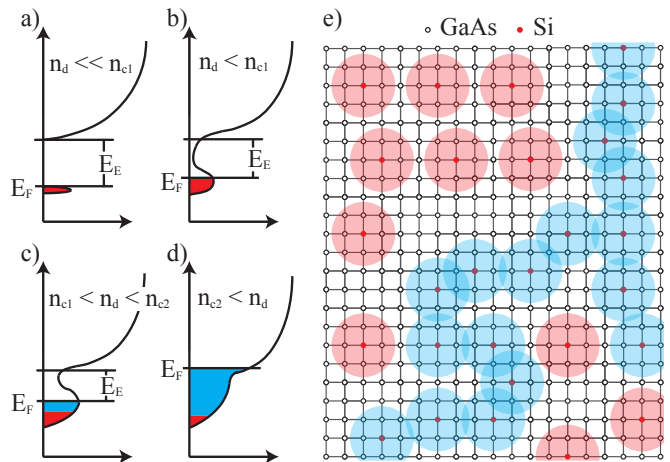 a)
n_d << n_c1
E_E
E_F
b)
n_d < n_c1
E_E
E_F
c)
n_c1 < n_d < n_c2
E_E
E_F
d)
n_c2 < n_d
E_F
e)
GaAs
Si